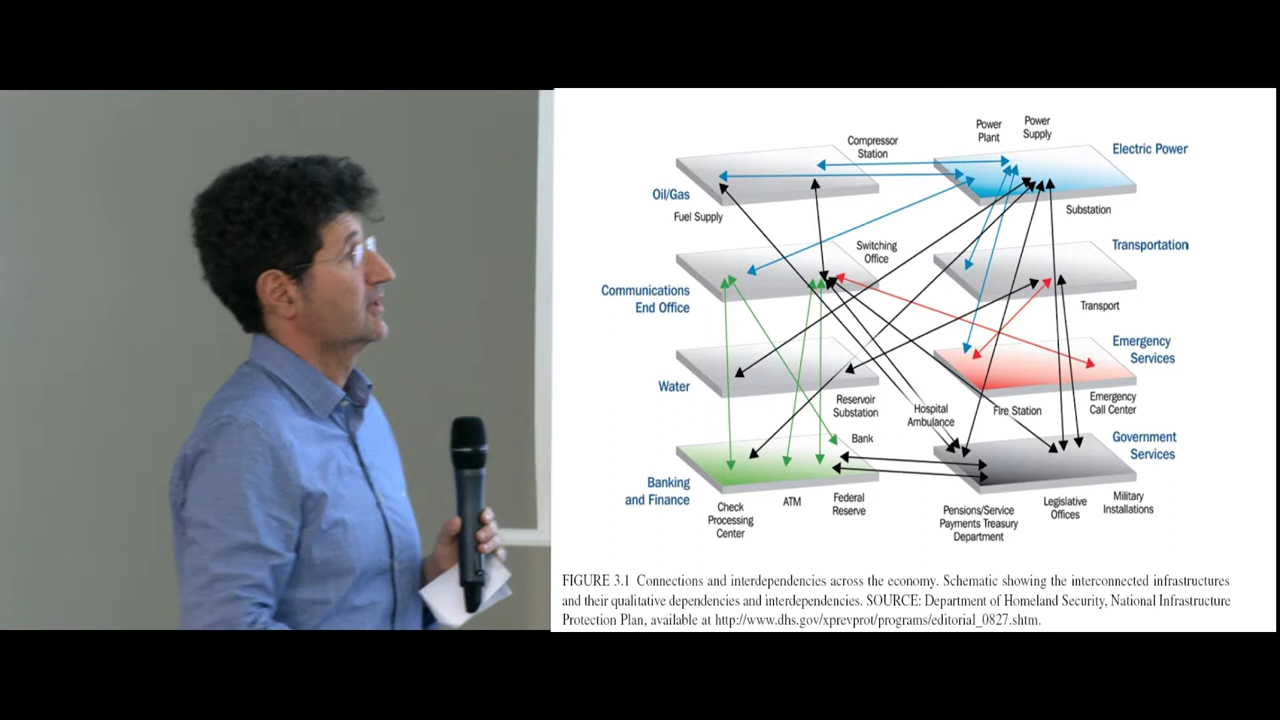 Compressor
Station
Power
Plant
Power
Supply
Electric Power
Oil/Gas
Fuel Supply
Substation
Switching
Office
Transportation
Communications
End Office
Transport
Water
Emergency
Services
Reservoir
Substation
Hospital
Ambulance
Fire Station
Emergency
Call Center
Bank
Government
Services
Banking
and Finance
Check
Processing
Center
ATM
Federal
Reserve
Pensions/Service
Payments Treasury
Department
Legislative
Offices
Military
Installations
FIGURE 3.1 Connections and interdependencies across the economy. Schematic showing the interconnected infrastructures
and their qualitative dependencies and interdependencies. SOURCE: Department of Homeland Security, National Infrastructure
Protection Plan, available at http://www.dhs.gov/xprevprot/programs/editorial_0827.shtm.